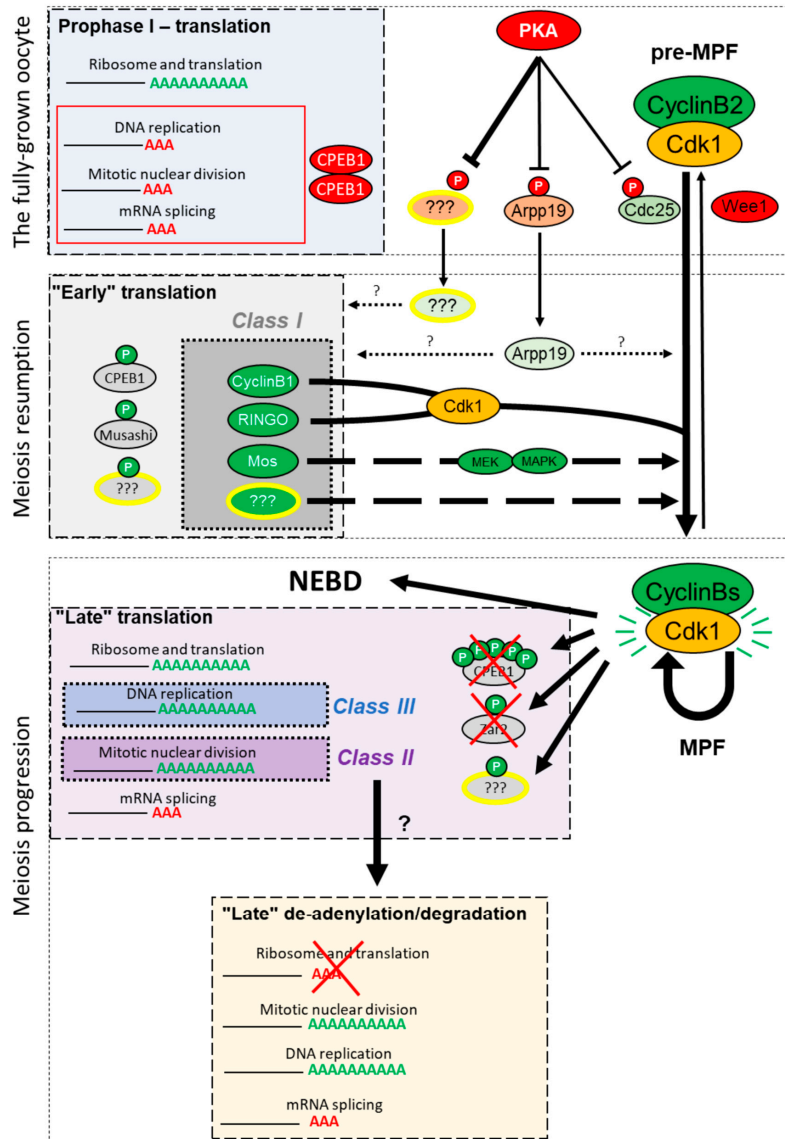 The fully-grown oocyte
Prophase I – translation
Ribosome and translation
AAAAAAAAAA
DNA replication
AAA
Mitotic nuclear division
AAA
mRNA splicing
AAA
CPEB1
CPEB1
PKA
P
???
P
Arpp19
P
Cdc25
pre-MPF
CyclinB2
Cdk1
Wee1
Meiosis resumption
"Early" translation
Class I
P
CPEB1
P
Musashi
P
???
CyclinB1
RINGO
Mos
???
?
???
?
Arpp19
?
Cdk1
MEK
MAPK
Meiosis progression
NEBD
CyclinBs
Cdk1
MPF
"Late" translation
Ribosome and translation
AAAAAAAAAA
DNA replication
AAAAAAAAAA
Class III
Mitotic nuclear division
AAAAAAAAAA
Class II
mRNA splicing
AAA
P P P P P
CPEB1
P
Zar2
P
???
?
"Late" de-adenylation/degradation
Ribosome and translation
AAA
Mitotic nuclear division
AAAAAAAAAA
DNA replication
AAAAAAAAAA
mRNA splicing
AAA